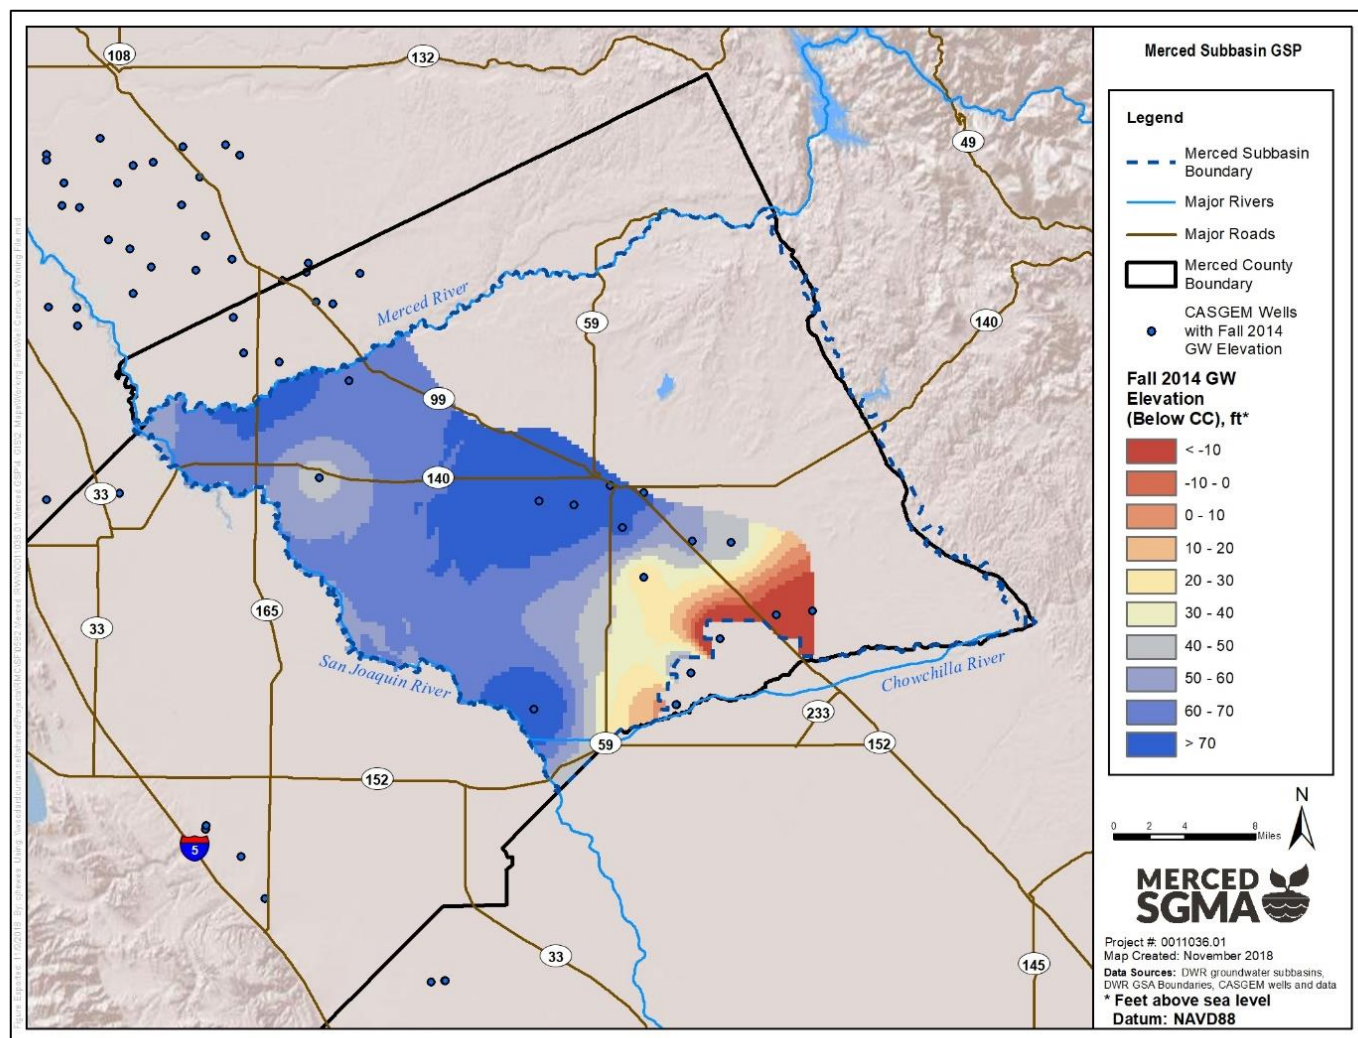 Merced Subbasin GSP
Legend
Merced Subbasin
Boundary
Major Rivers
Major Roads
Merced County
Boundary
CASGEM Wells
with Fall 2014
GW Elevation
Fall 2014 GW
Elevation
(Below CC), ft*
< -10
-10 - 0
0 - 10
10 - 20
20 - 30
30 - 40
40 - 50
50 - 60
60 - 70
> 70
N
0 2 4 8
Miles
MERCED
SGMA
Project #: 0011036.01
Map Created: November 2018
Data Sources: DWR groundwater subbasins,
DWR GSA Boundaries, CASGEM wells and data
* Feet above sea level
Datum: NAVD88
108
132
49
Merced River
59
140
99
140
33
165
33
San Joaquin River
Chowchilla River
233
59
152
152
5
33
145